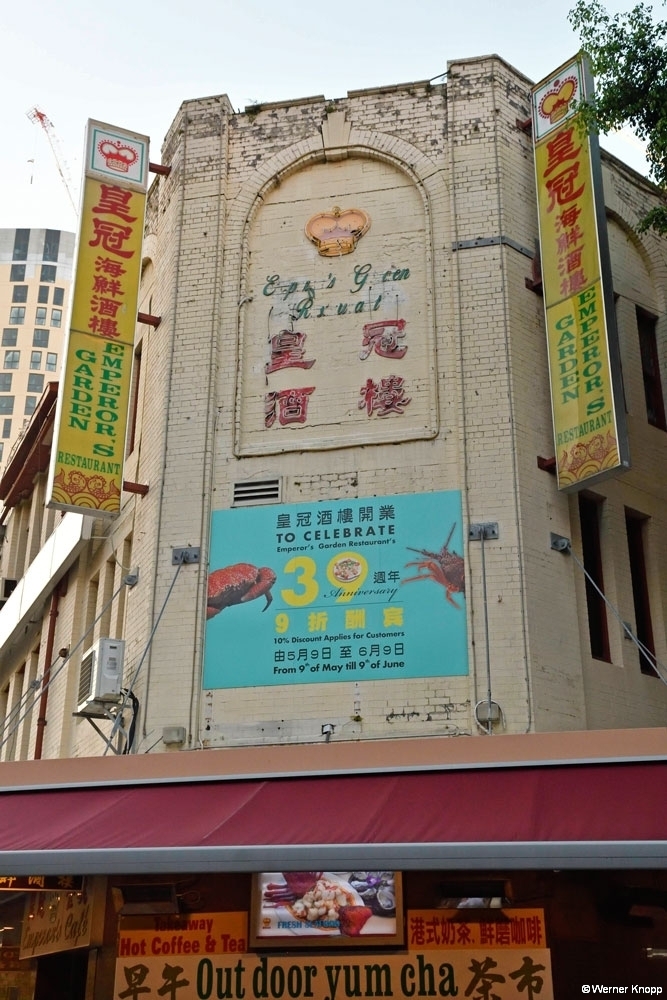 皇冠海鮮酒樓
EMPEROR,S
GARDEN
RESTAURANT
皇冠海鮮酒樓
EMPEROR,S
GARDEN
RESTAURANT
皇冠
酒樓
皇冠酒樓開業
TO CELEBRATE
Emperor's Garden Restaurant's
30週年
Anniversary
9折酬賓
10% Discount Applies for Customers
由5月9日 至 6月9日
From 9th of May till 9th of June
Takeaway
Hot Coffee & Tea
FRESH
港式奶茶、鮮磨咖啡
早午 Out door yum cha 茶市
©Werner Knopp